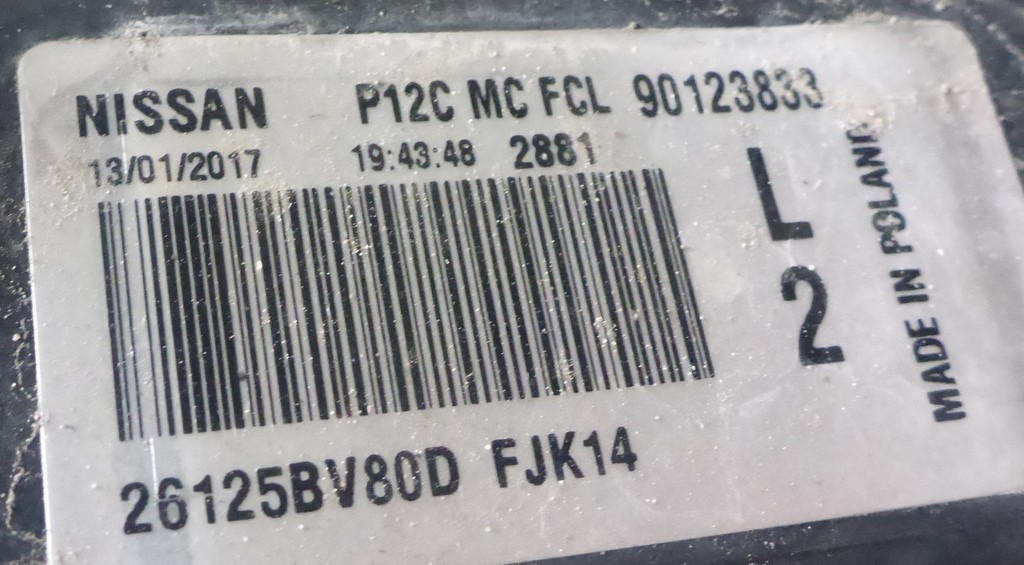 NISSAN P12C MC FCL 90123833
13/01/2017 19:43:48 2881
L
2
MADE IN POLAND
26125BV80D FJK14